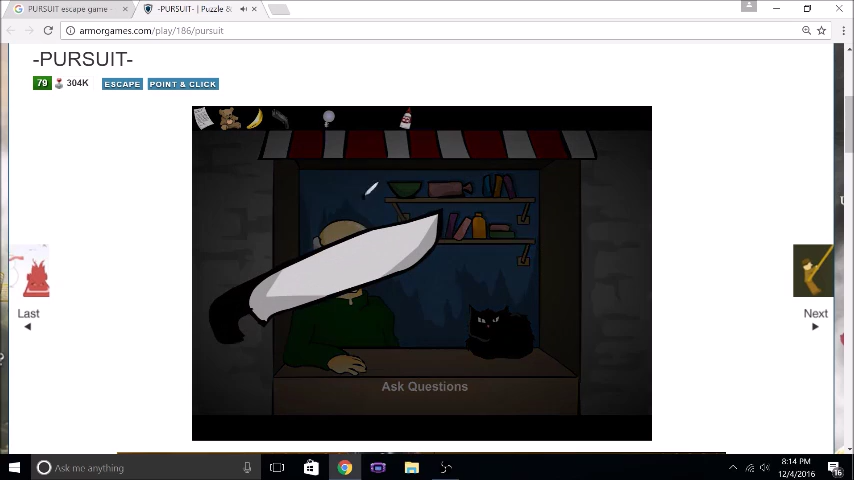 PURSUIT escape game -
-PURSUIT- | Puzzle &
armorgames.com/play/186/pursuit
-PURSUIT-
79 304K ESCAPE POINT & CLICK
Last
Next
Ask Questions
?
Ask me anything
8:14 PM
12/4/2016
16